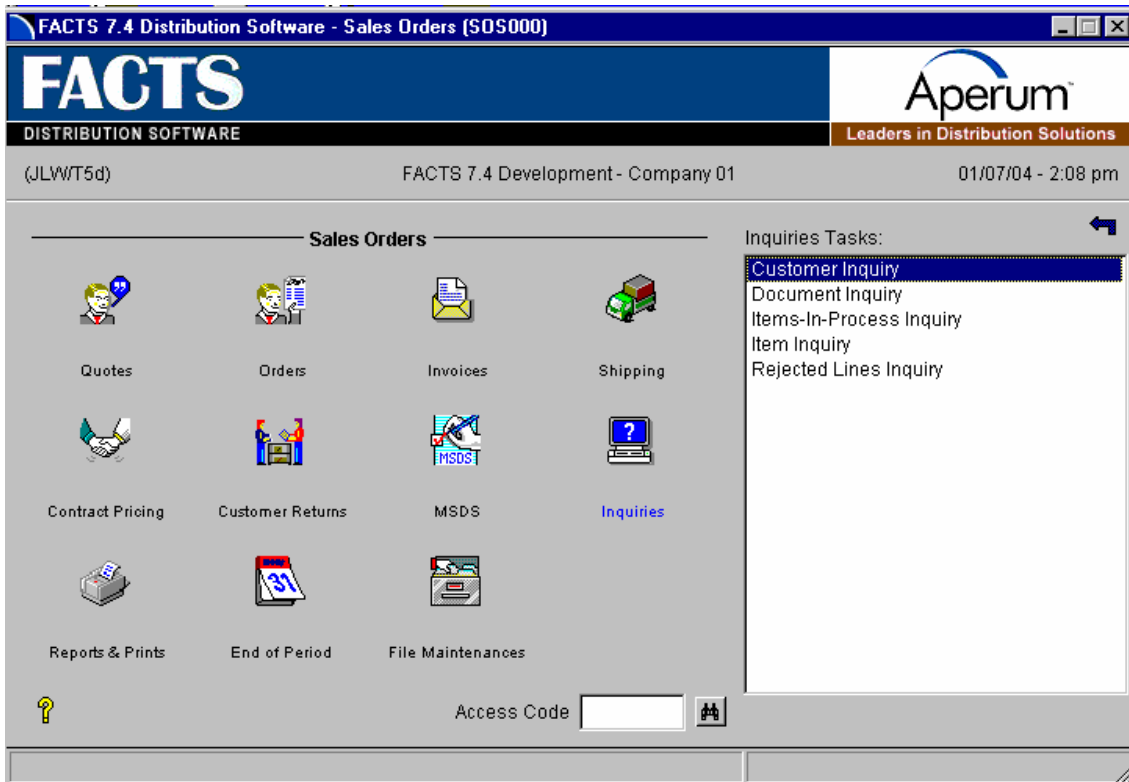 FACTS 7.4 Distribution Software - Sales Orders (SOS000)
FACTS
DISTRIBUTION SOFTWARE
Aperum™
Leaders in Distribution Solutions
(JLW/T5d)
FACTS 7.4 Development - Company 01
01/07/04 - 2:08 pm
Sales Orders
Quotes
Orders
Invoices
Shipping
MSDS
?
Contract Pricing
Customer Returns
MSDS
Inquiries
31
Reports & Prints
End of Period
File Maintenances
?
Access Code
Inquiries Tasks:
Customer Inquiry
Document Inquiry
Items-In-Process Inquiry
Item Inquiry
Rejected Lines Inquiry